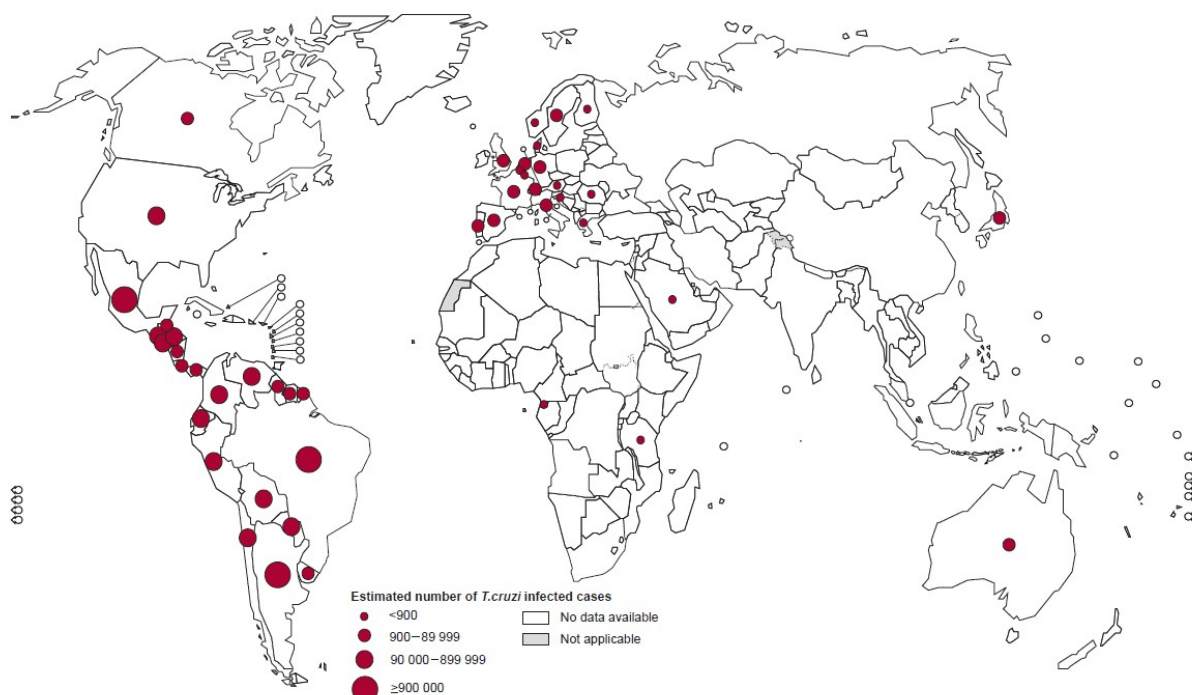 Estimated number of T.cruzi infected cases
<900
900–89 999
90 000–899 999
≥900 000
No data available
Not applicable